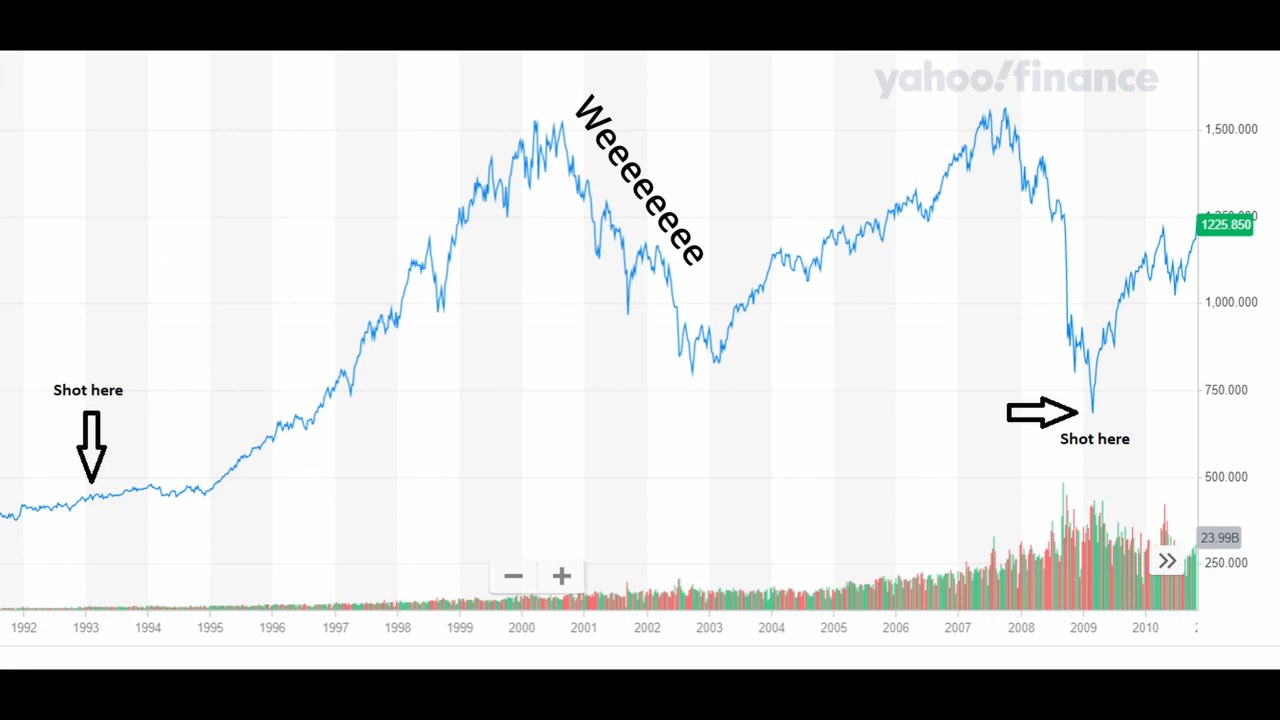 yahoo!finance
Weeeeeeeee
1,500.000
1,250.000
1225.850
1,000.000
Shot here
750.000
Shot here
500.000
23.99B
250.000
1992 1993 1994 1995 1996 1997 1998 1999 2000 2001 2002 2003 2004 2005 2006 2007 2008 2009 2010